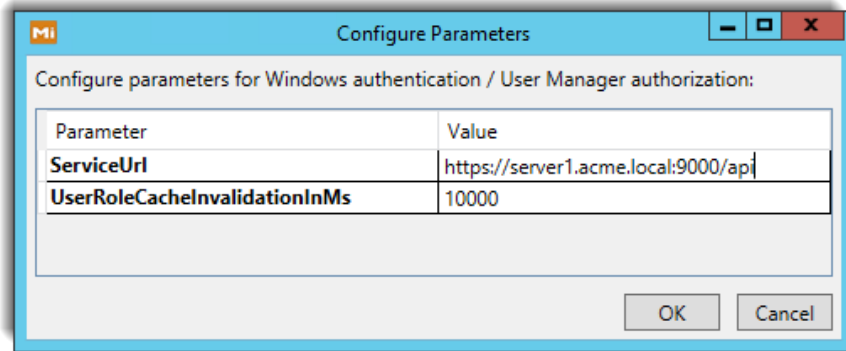 Mi
Configure Parameters
Configure parameters for Windows authentication / User Manager authorization:
Parameter Value
ServiceUrl https://server1.acme.local:9000/api
UserRoleCacheInvalidationInMs 10000
OK Cancel